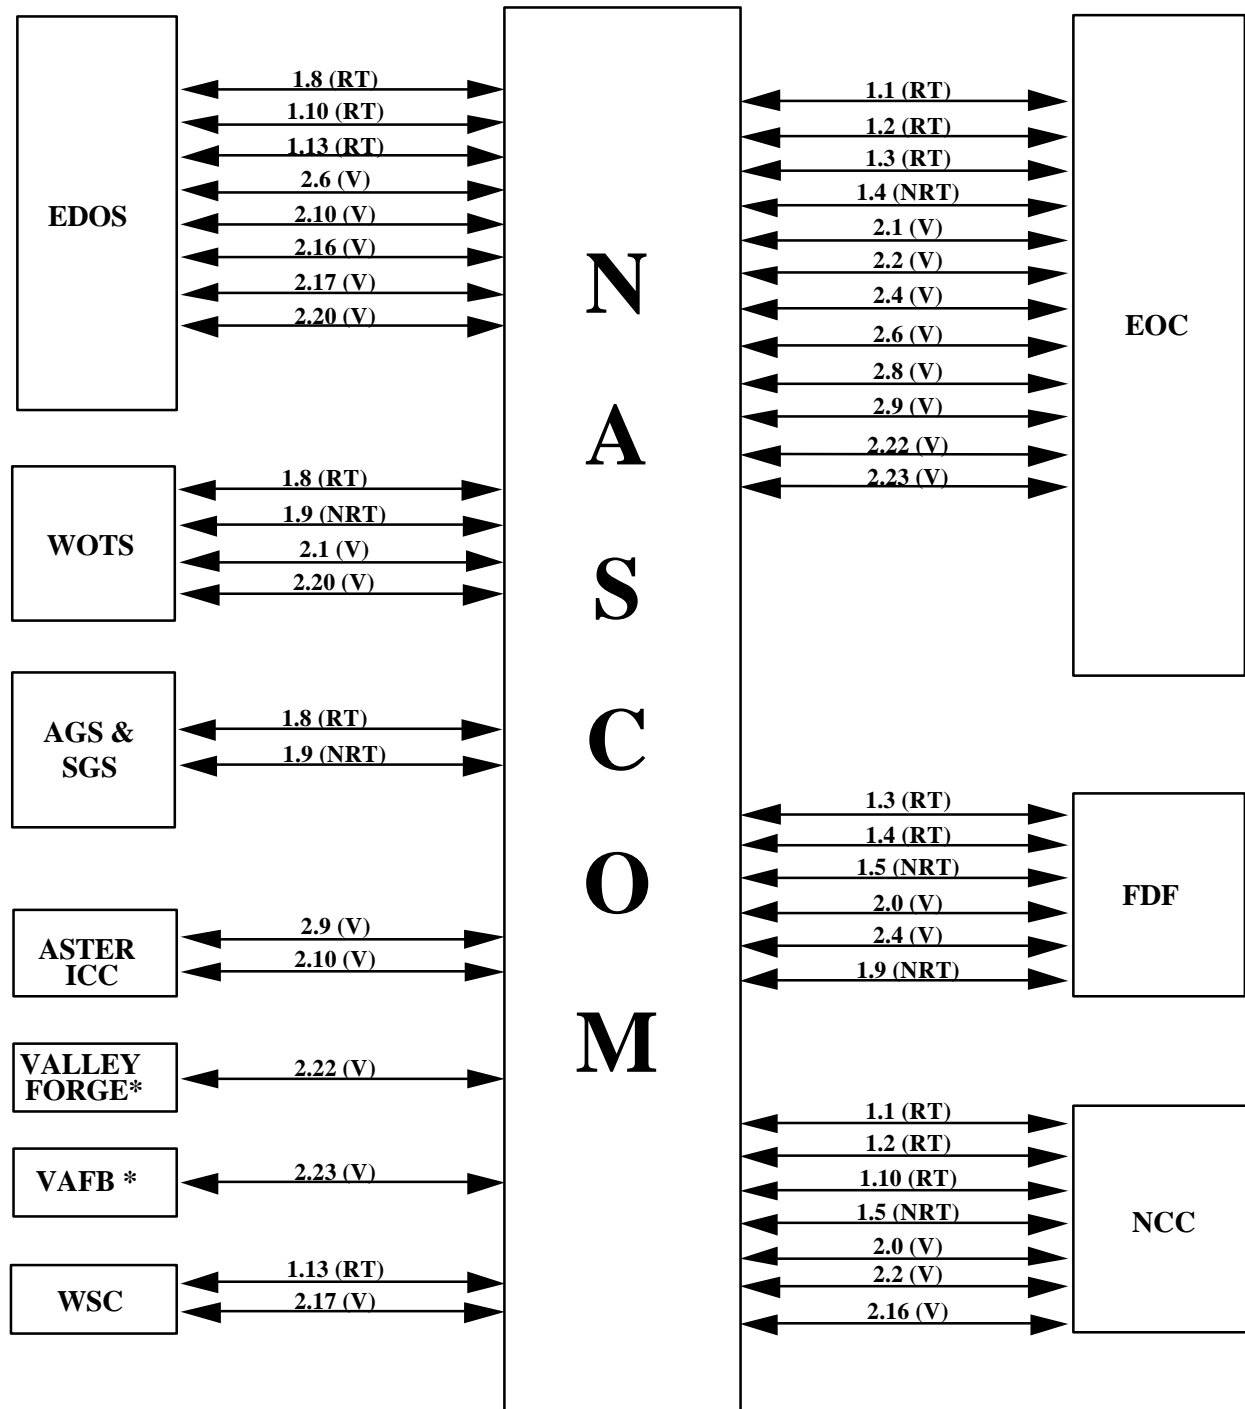 EDOS
1.8 (RT)
1.10 (RT)
1.13 (RT)
2.6 (V)
2.10 (V)
2.16 (V)
2.17 (V)
2.20 (V)
WOTS
1.8 (RT)
1.9 (NRT)
2.1 (V)
2.20 (V)
AGS &
SGS
1.8 (RT)
1.9 (NRT)
ASTER
ICC
2.9 (V)
2.10 (V)
VALLEY
FORGE*
2.22 (V)
VAFB *
2.23 (V)
WSC
1.13 (RT)
2.17 (V)
N
A
S
C
O
M
1.1 (RT)
1.2 (RT)
1.3 (RT)
1.4 (NRT)
2.1 (V)
2.2 (V)
2.4 (V)
2.6 (V)
2.8 (V)
2.9 (V)
2.22 (V)
2.23 (V)
EOC
1.3 (RT)
1.4 (RT)
1.5 (NRT)
2.0 (V)
2.4 (V)
1.9 (NRT)
FDF
1.1 (RT)
1.2 (RT)
1.10 (RT)
1.5 (NRT)
2.0 (V)
2.2 (V)
2.16 (V)
NCC